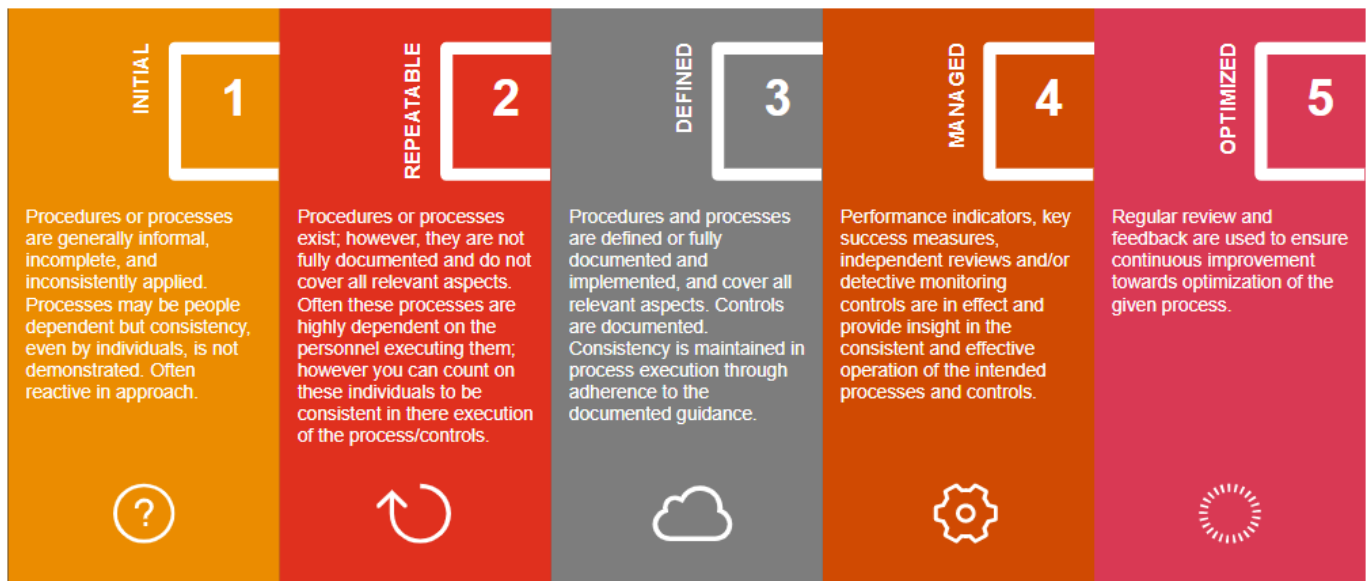 INITIAL
1
Procedures or processes
are generally informal,
incomplete, and
inconsistently applied.
Processes may be people
dependent but consistency,
even by individuals, is not
demonstrated. Often
reactive in approach.
?
REPEATABLE
2
Procedures or processes
exist; however, they are not
fully documented and do not
cover all relevant aspects.
Often these processes are
highly dependent on the
personnel executing them;
however you can count on
these individuals to be
consistent in there execution
of the process/controls.
DEFINED
3
Procedures and processes
are defined or fully
documented and
implemented, and cover all
relevant aspects. Controls
are documented.
Consistency is maintained in
process execution through
adherence to the
documented guidance.
MANAGED
4
Performance indicators, key
success measures,
independent reviews and/or
detective monitoring
controls are in effect and
provide insight in the
consistent and effective
operation of the intended
processes and controls.
OPTIMIZED
5
Regular review and
feedback are used to ensure
continuous improvement
towards optimization of the
given process.